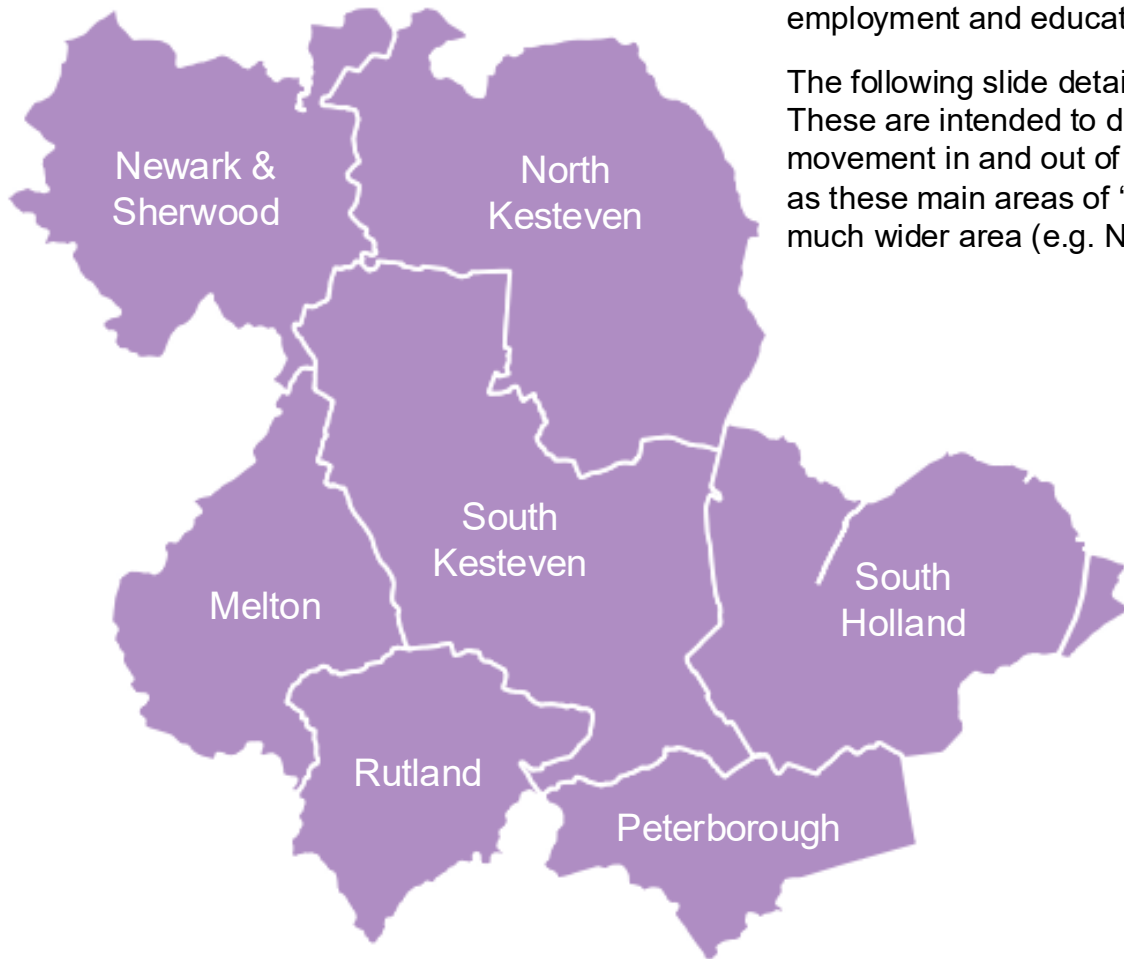 employment and educat
The following slide detai
These are intended to d
movement in and out of
as these main areas of ‘
much wider area (e.g. N
Newark &
Sherwood
North
Kesteven
South
Kesteven
South
Holland
Melton
Rutland
Peterborough